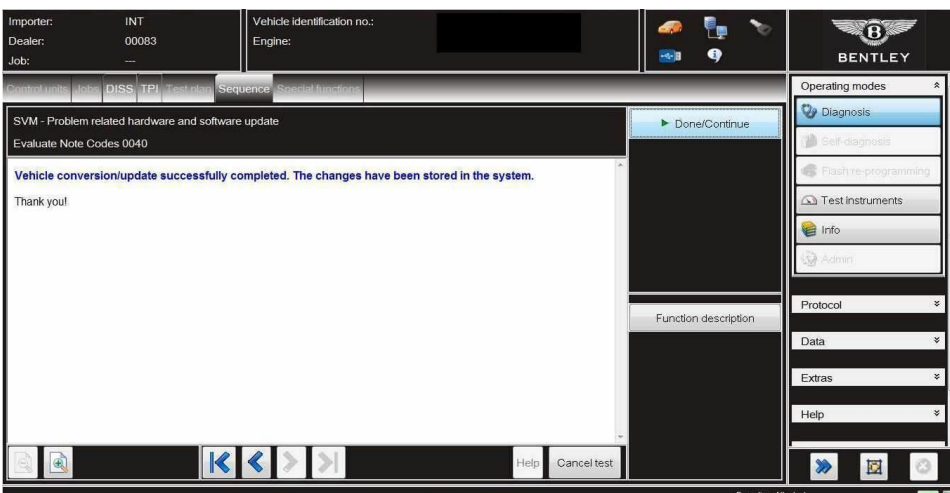 Importer: INT
Dealer: 00083
Job: ---
Vehicle identification no.:
Engine:
B
BENTLEY
Control units Jobs DISS TPI Test plan Sequence Special functions
SVM - Problem related hardware and software update
Evaluate Note Codes 0040
Vehicle conversion/update successfully completed. The changes have been stored in the system.
Thank you!
Done/Continue
Function description
Help
Cancel test
Operating modes
Diagnosis
Self-diagnosis
Flash re-programming
Test instruments
Info
Admin
Protocol
Data
Extras
Help